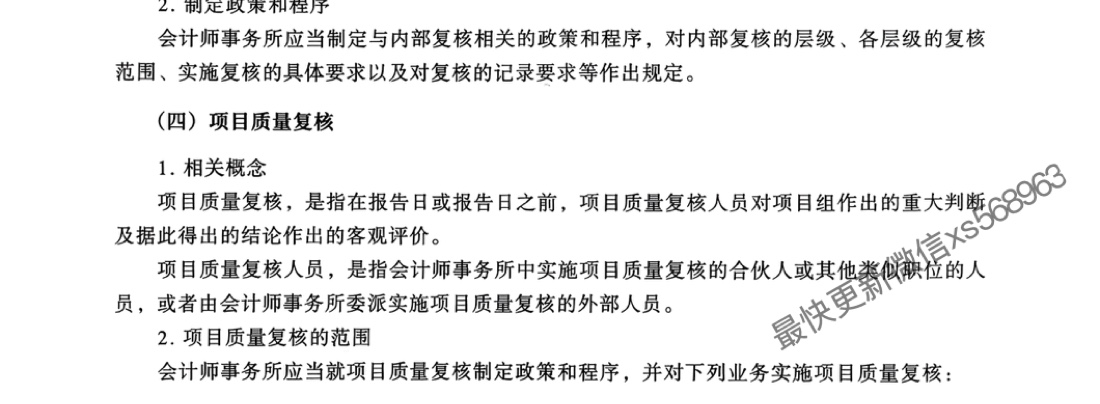 2. 制定政策和程序
会计师事务所应当制定与内部复核相关的政策和程序，对内部复核的层级、各层级的复核
范围、实施复核的具体要求以及对复核的记录要求等作出规定。
（四）项目质量复核
1. 相关概念
项目质量复核，是指在报告日或报告日之前，项目质量复核人员对项目组作出的重大判断
及据此得出的结论作出的客观评价。
项目质量复核人员，是指会计师事务所中实施项目质量复核的合伙人或其他类似职位的人
员，或者由会计师事务所委派实施项目质量复核的外部人员。
2. 项目质量复核的范围
会计师事务所应当就项目质量复核制定政策和程序，并对下列业务实施项目质量复核：
最快更新微信xs568963